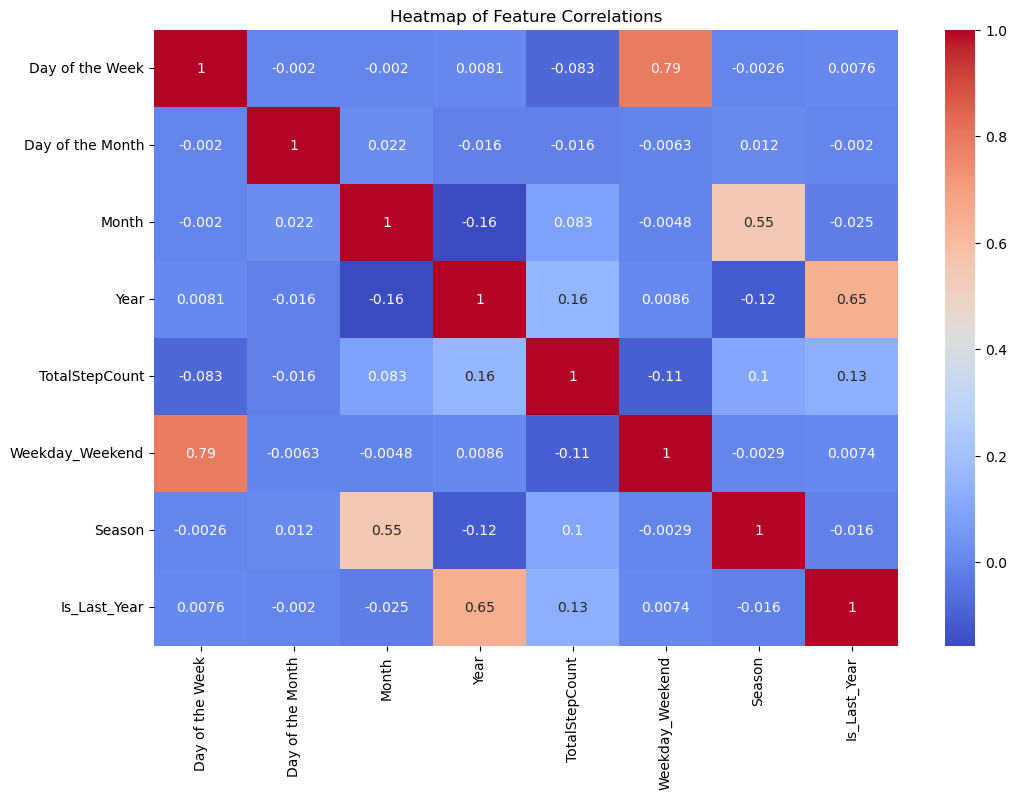 Heatmap of Feature Correlations
Day of the Week 1 -0.002 -0.002 0.0081 -0.083 0.79 -0.0026 0.0076
Day of the Month -0.002 1 0.022 -0.016 -0.016 -0.0063 0.012 -0.002
Month -0.002 0.022 1 -0.16 0.083 -0.0048 0.55 -0.025
Year 0.0081 -0.016 -0.16 1 0.16 0.0086 -0.12 0.65
TotalStepCount -0.083 -0.016 0.083 0.16 1 -0.11 0.1 0.13
Weekday_Weekend 0.79 -0.0063 -0.0048 0.0086 -0.11 1 -0.0029 0.0074
Season -0.0026 0.012 0.55 -0.12 0.1 -0.0029 1 -0.016
Is_Last_Year 0.0076 -0.002 -0.025 0.65 0.13 0.0074 -0.016 1
Day of the Week
Day of the Month
Month
Year
TotalStepCount
Weekday_Weekend
Season
Is_Last_Year
1.0
0.8
0.6
0.4
0.2
0.0